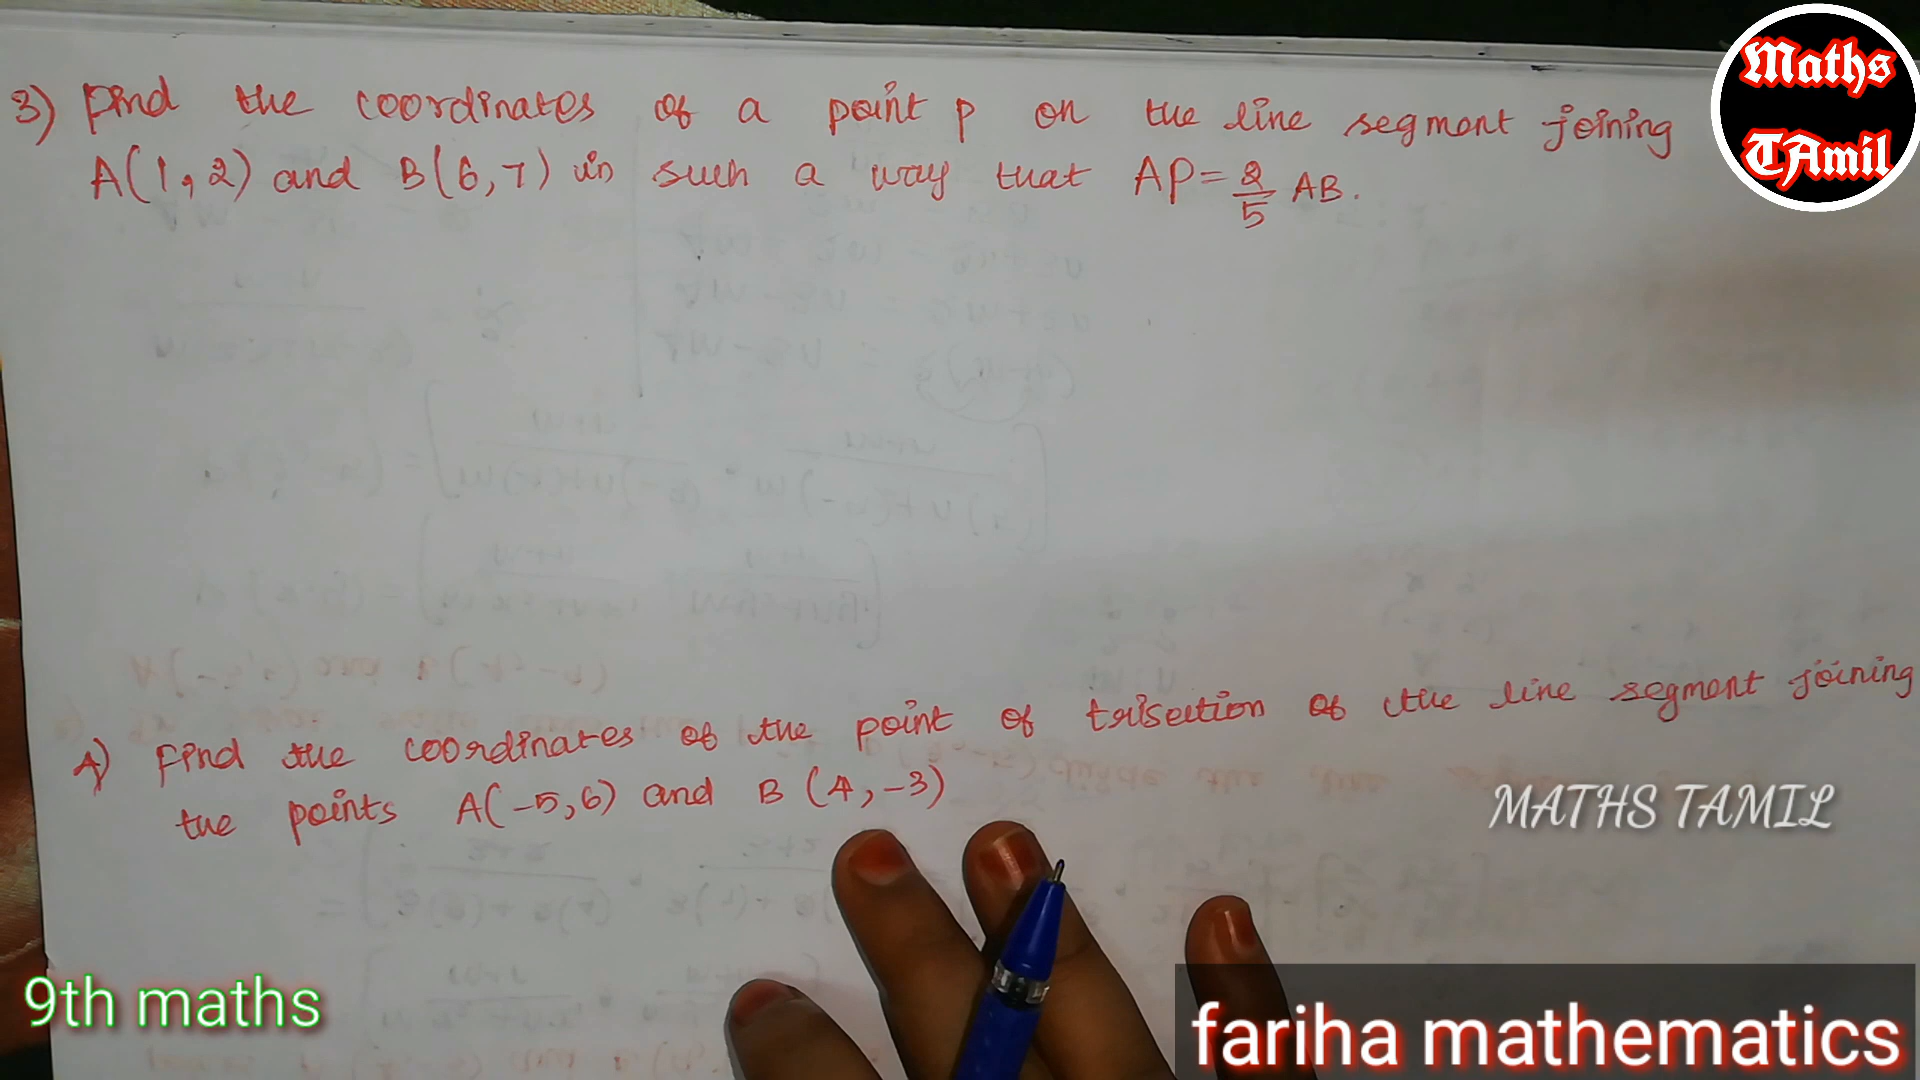 Maths
TAmil
3) Find the coordinates of a point P on the line segment joining
A(1,2) and B(6,7) in such a way that AP = 2/5 AB.
4) Find the coordinates of the point of trisection of the line segment joining
the points A(-5,6) and B(4,-3)
MATHS TAMIL
9th maths
fariha mathematics